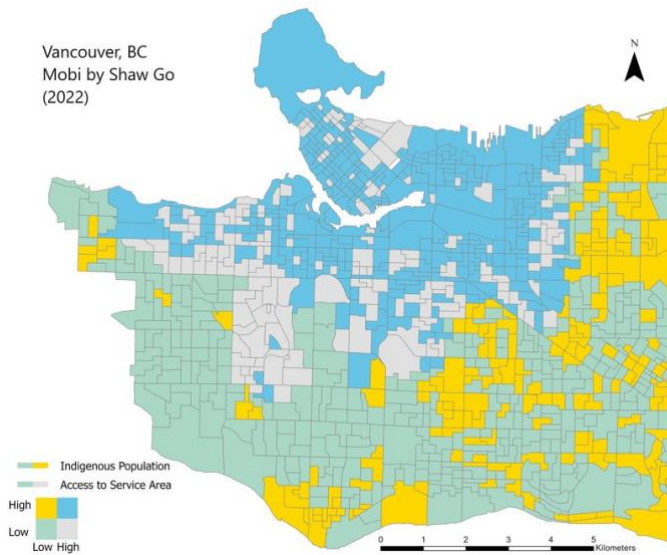 Vancouver, BC
Mobi by Shaw Go
(2022)
N
Indigenous Population
Access to Service Area
High
Low
Low High
0 1 2 3 4 5
Kilometers